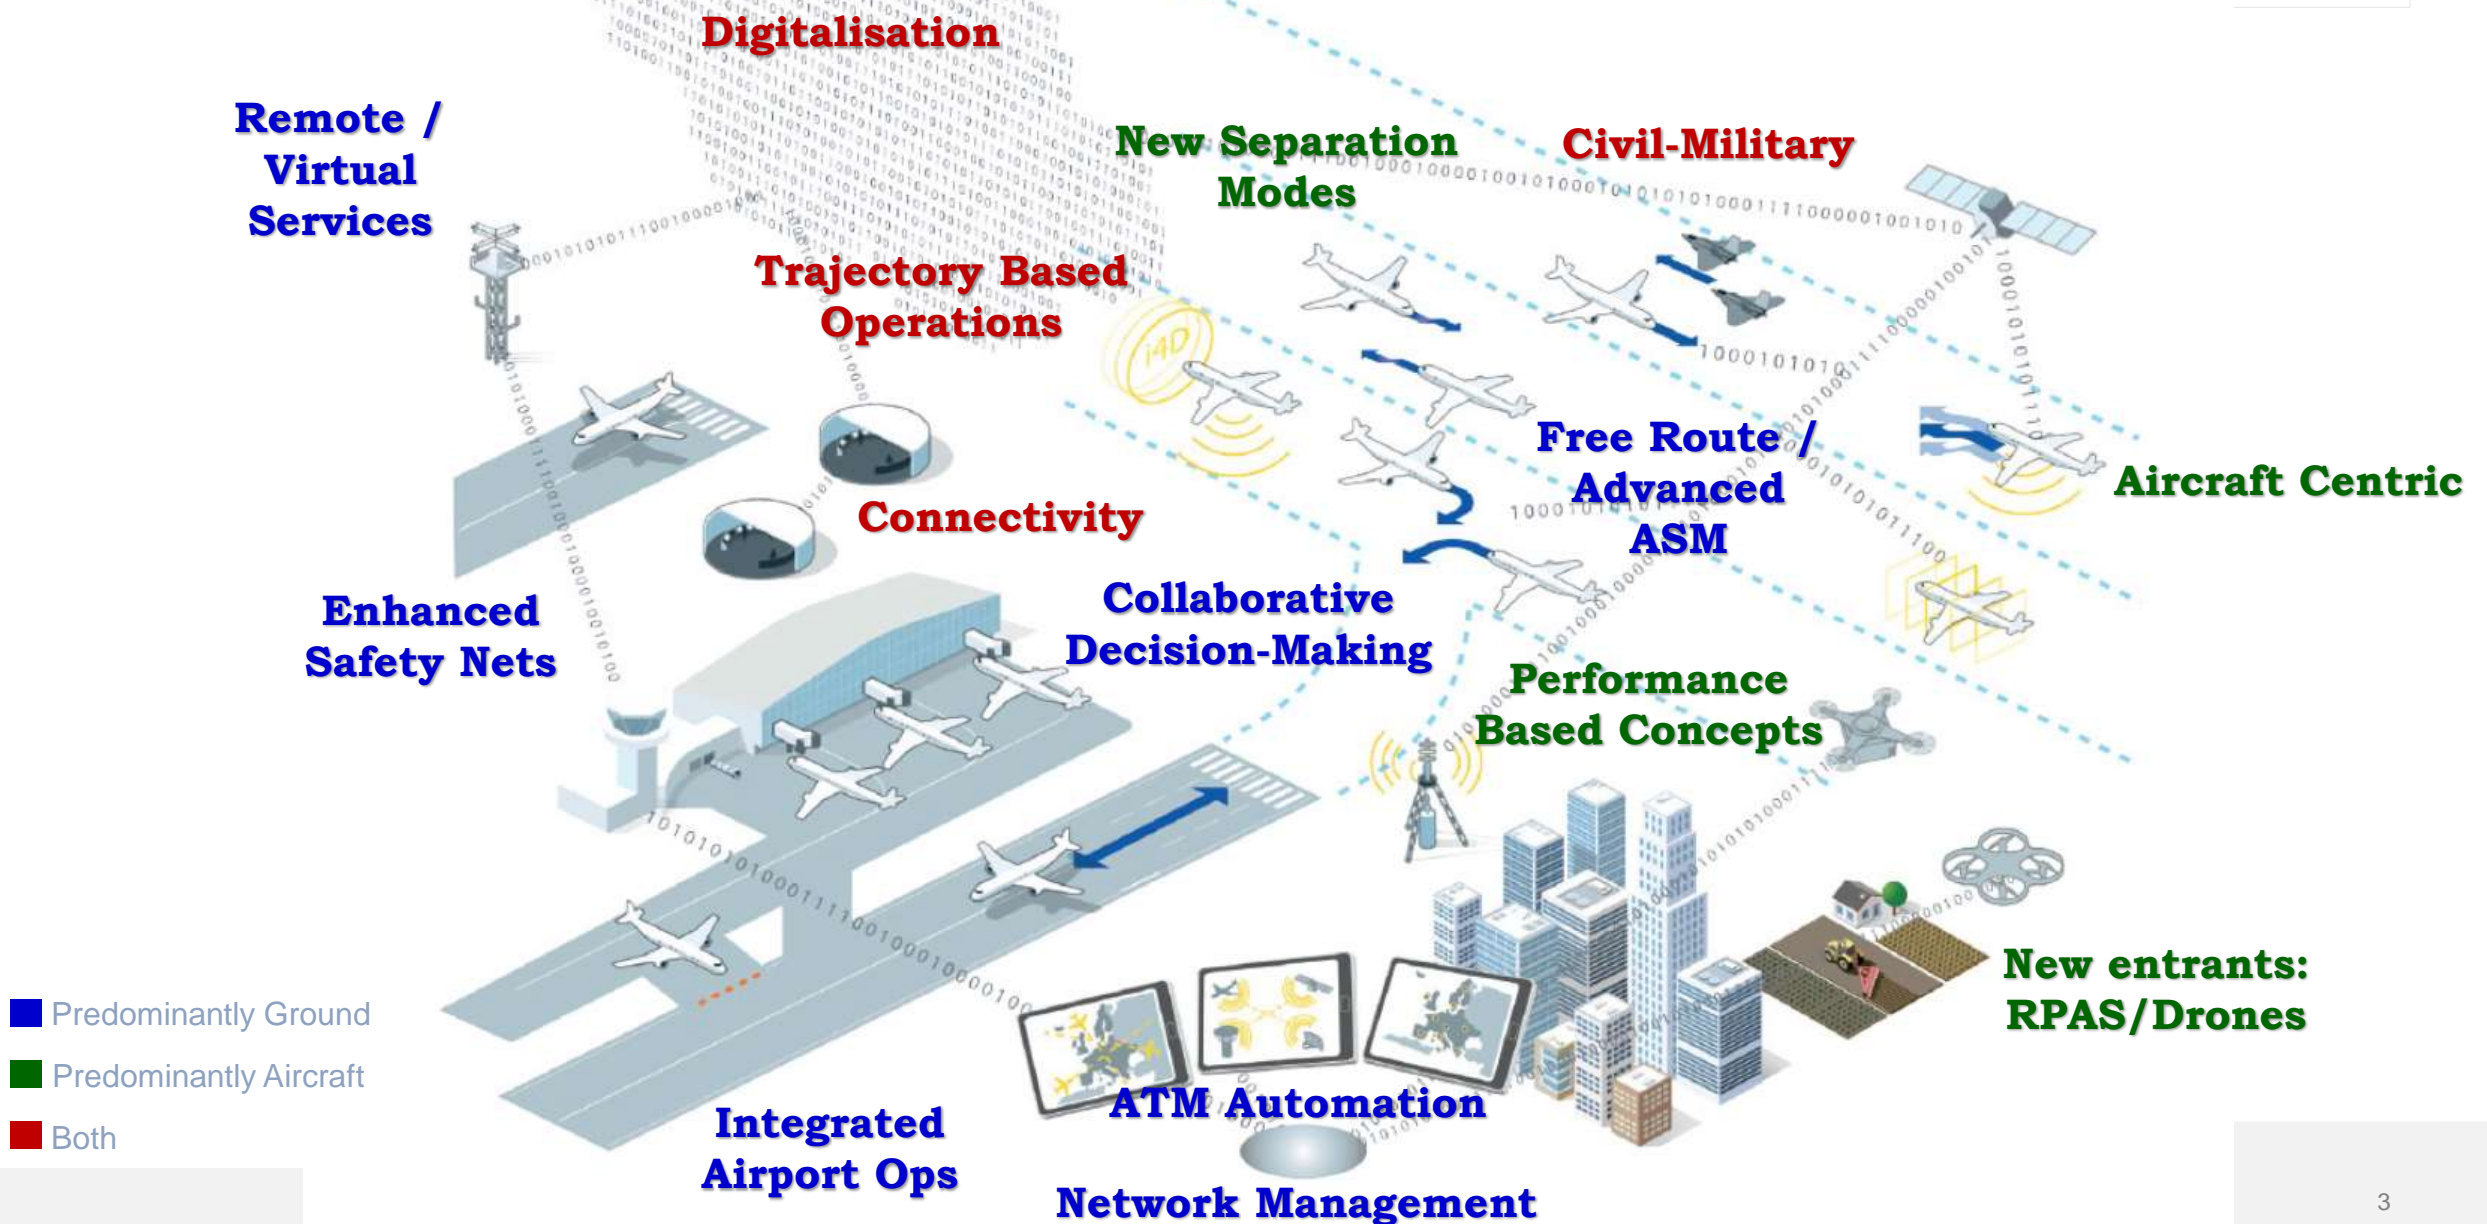 Digitalisation
Remote /
Virtual
Services
New Separation
Modes
Civil-Military
Trajectory Based
Operations
i4D
Free Route /
Advanced
ASM
Aircraft Centric
Connectivity
Enhanced
Safety Nets
Collaborative
Decision-Making
Performance
Based Concepts
New entrants:
RPAS/Drones
Predominantly Ground
Predominantly Aircraft
Both
Integrated
Airport Ops
ATM Automation
Network Management
3